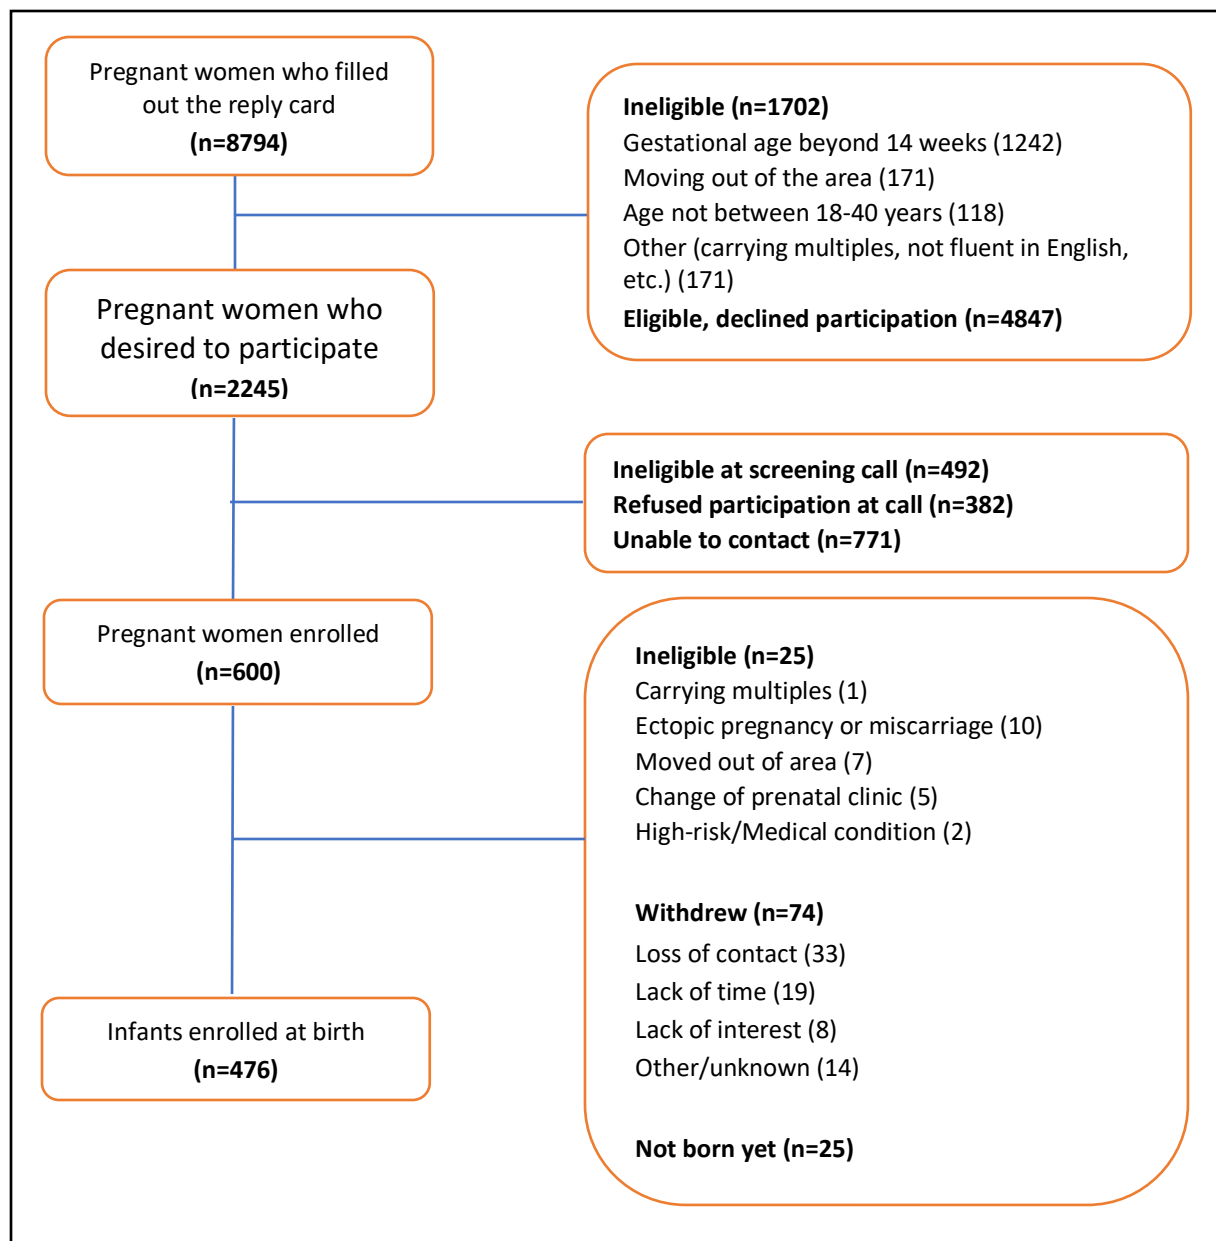 Pregnant women who filled
out the reply card
(n=8794)
Ineligible (n=1702)
Gestational age beyond 14 weeks (1242)
Moving out of the area (171)
Age not between 18-40 years (118)
Other (carrying multiples, not fluent in English,
etc.) (171)
Eligible, declined participation (n=4847)
Pregnant women who
desired to participate
(n=2245)
Ineligible at screening call (n=492)
Refused participation at call (n=382)
Unable to contact (n=771)
Pregnant women enrolled
(n=600)
Ineligible (n=25)
Carrying multiples (1)
Ectopic pregnancy or miscarriage (10)
Moved out of area (7)
Change of prenatal clinic (5)
High-risk/Medical condition (2)
Withdrew (n=74)
Loss of contact (33)
Lack of time (19)
Lack of interest (8)
Other/unknown (14)
Not born yet (n=25)
Infants enrolled at birth
(n=476)